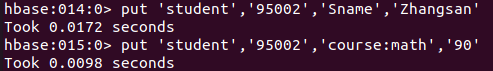 hbase:014:0> put 'student','95002','Sname','Zhangsan'
Took 0.0172 seconds
hbase:015:0> put 'student','95002','course:math','90'
Took 0.0098 seconds